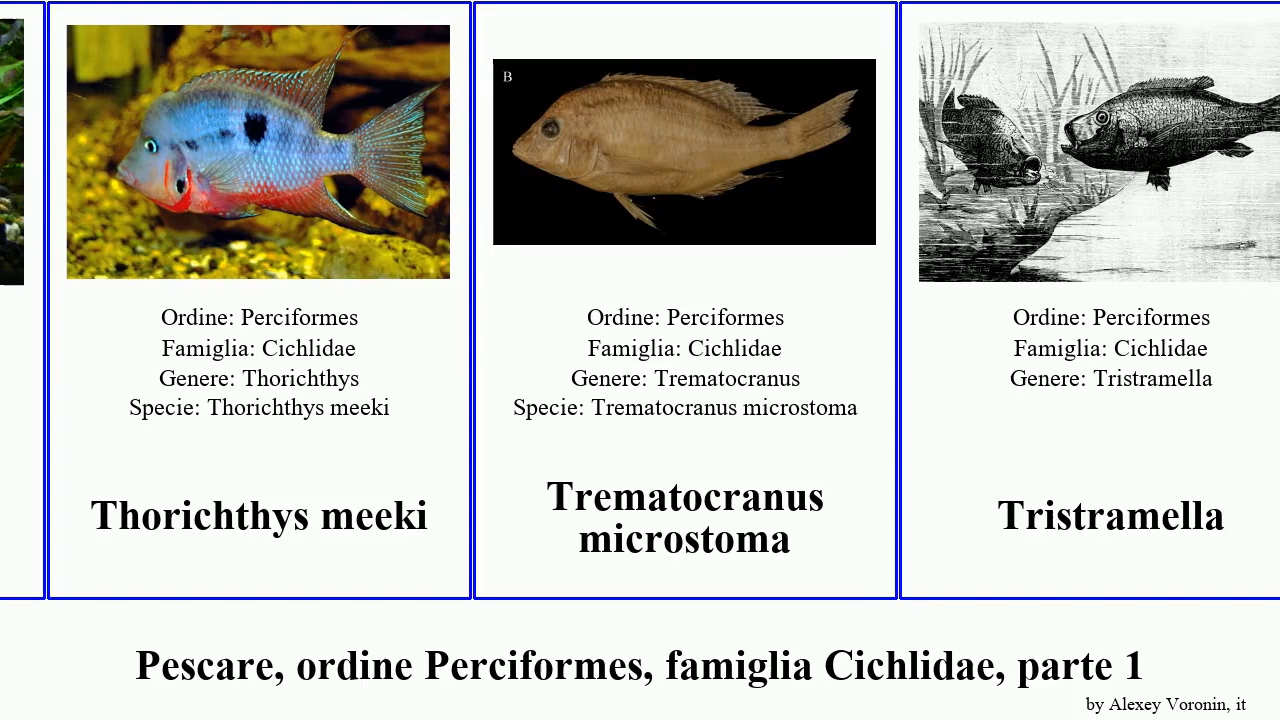 B
Ordine: Perciformes
Famiglia: Cichlidae
Genere: Thorichthys
Specie: Thorichthys meeki
Thorichthys meeki
Ordine: Perciformes
Famiglia: Cichlidae
Genere: Trematocranus
Specie: Trematocranus microstoma
Trematocranus
microstoma
Ordine: Perciformes
Famiglia: Cichlidae
Genere: Tristramella
Tristramella
Pescare, ordine Perciformes, famiglia Cichlidae, parte 1
by Alexey Voronin, it